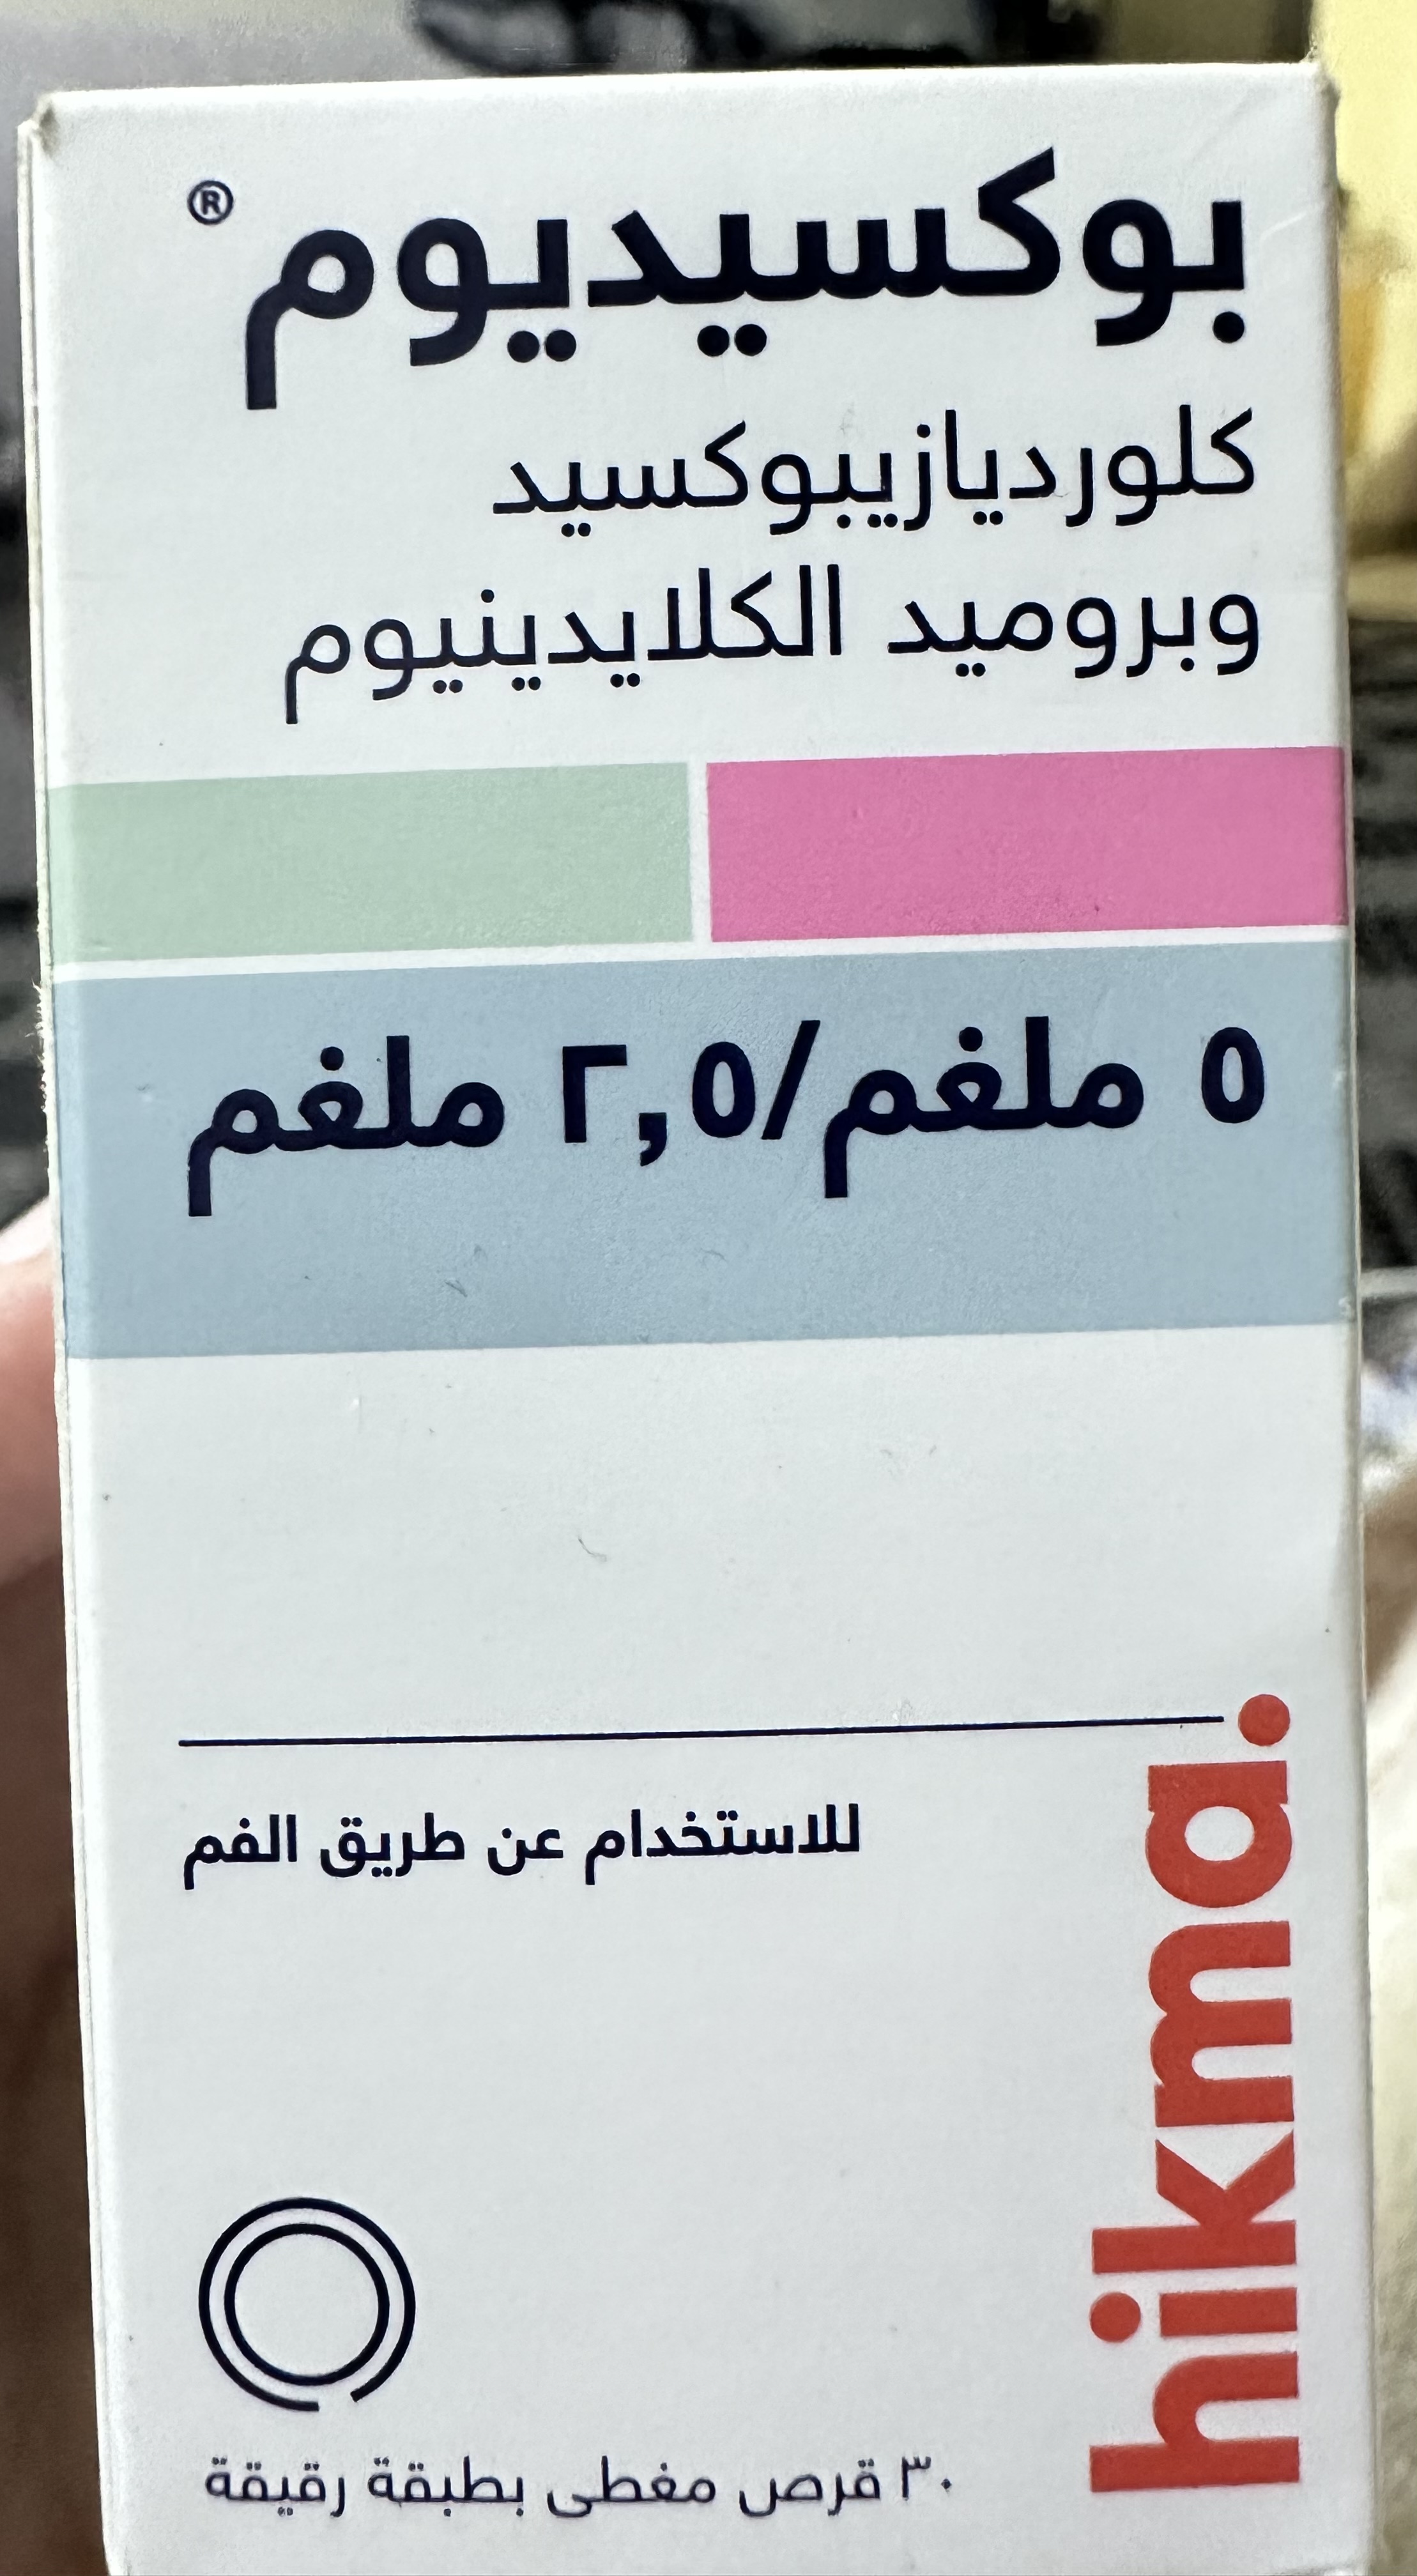 بوكسيديوم®
كلورديازيبوكسيد
وبروميد الكلايدينيوم
٥ ملغم/٢,٥ ملغم
للاستخدام عن طريق الفم
hikma.
٣٠ قرص مغطى بطبقة رقيقة